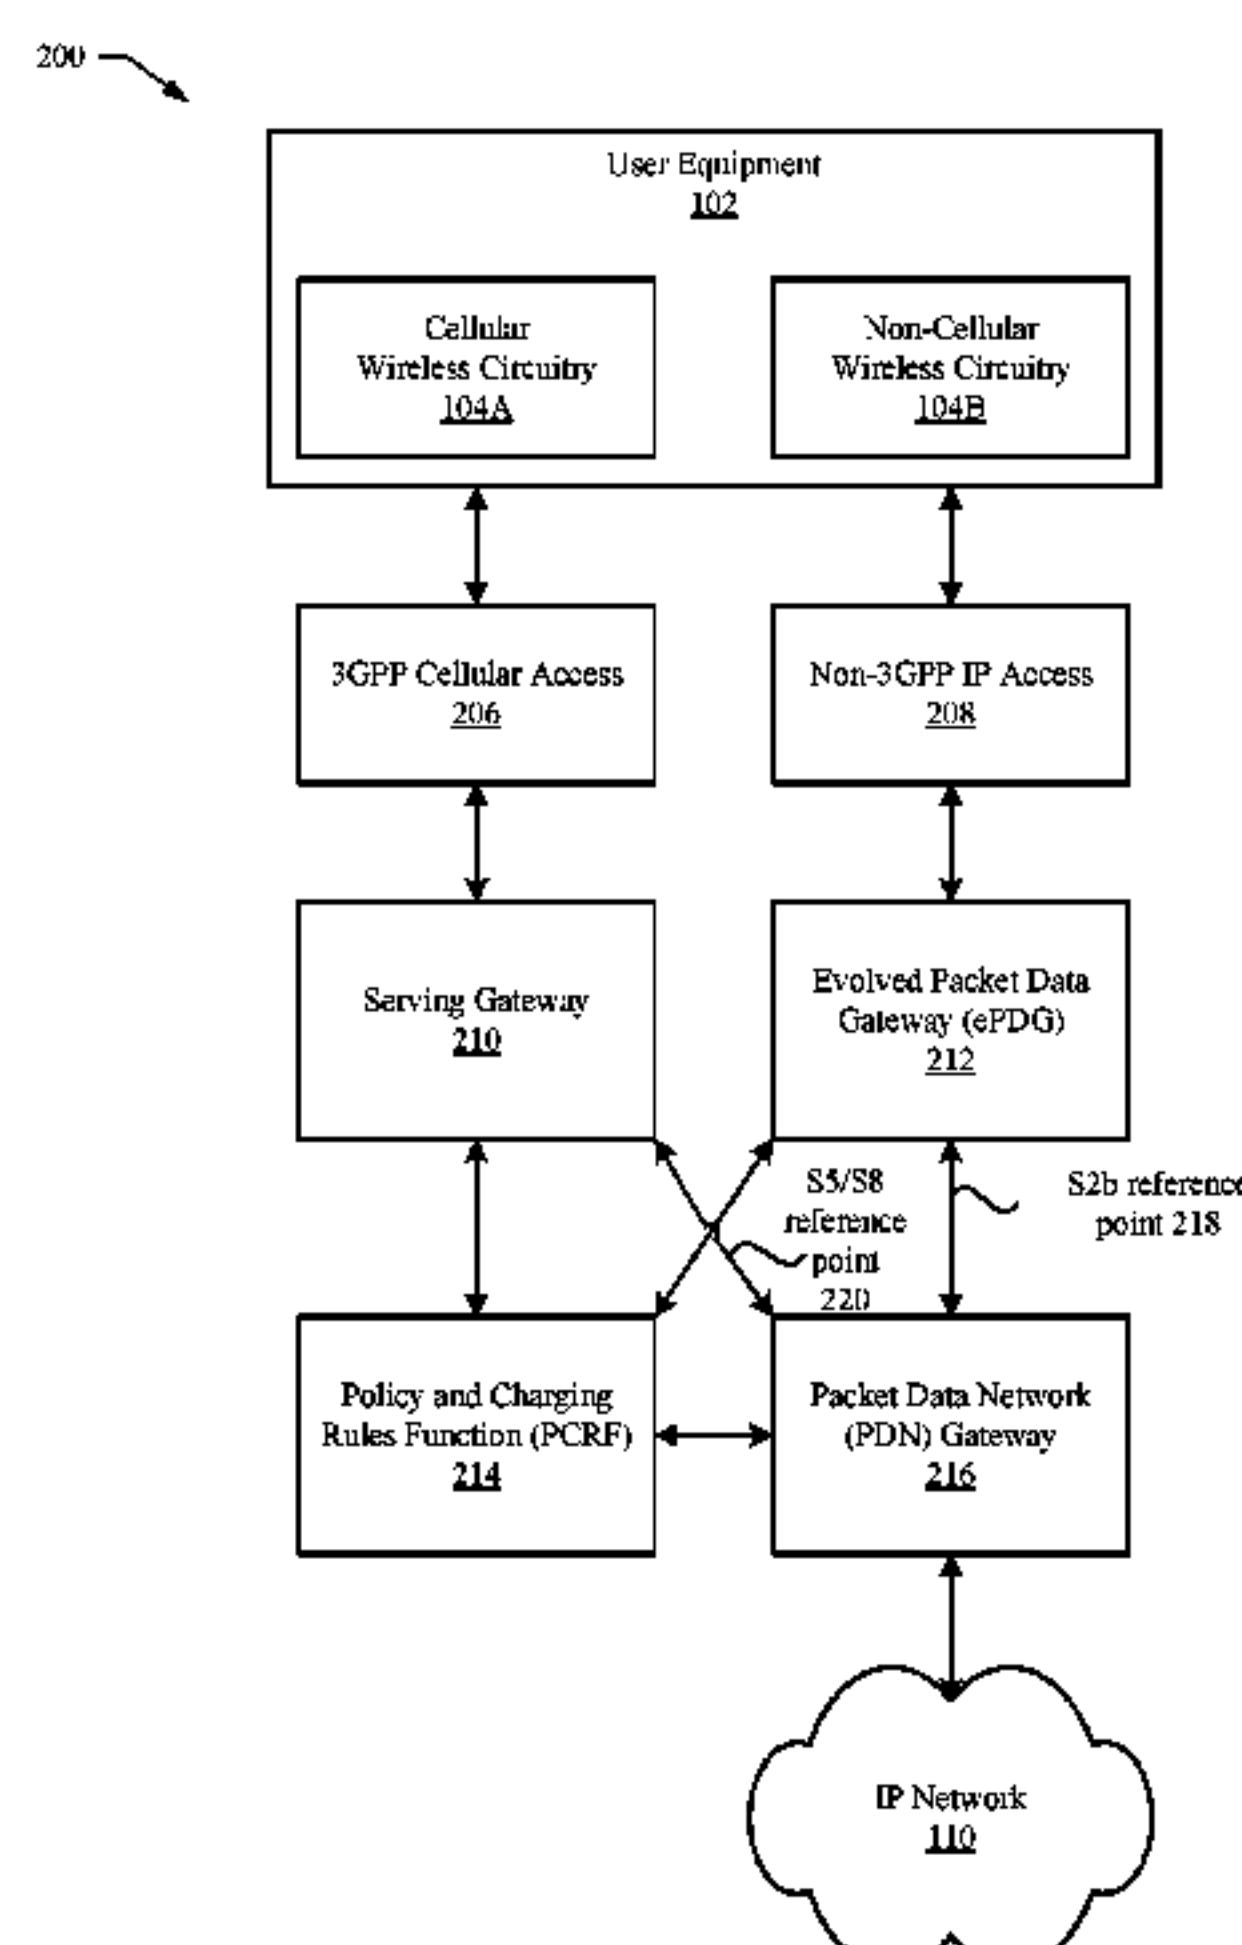 200
User Equipment
102
Cellular
Wireless Circuitry
104A
Non-Cellular
Wireless Circuitry
104B
3GPP Cellular Access
206
Non-3GPP IP Access
208
Serving Gateway
210
Evolved Packet Data
Gateway (ePDG)
212
S5/S8
reference
point
220
S2b reference
point 218
Policy and Charging
Rules Function (PCRF)
214
Packet Data Network
(PDN) Gateway
216
IP Network
110